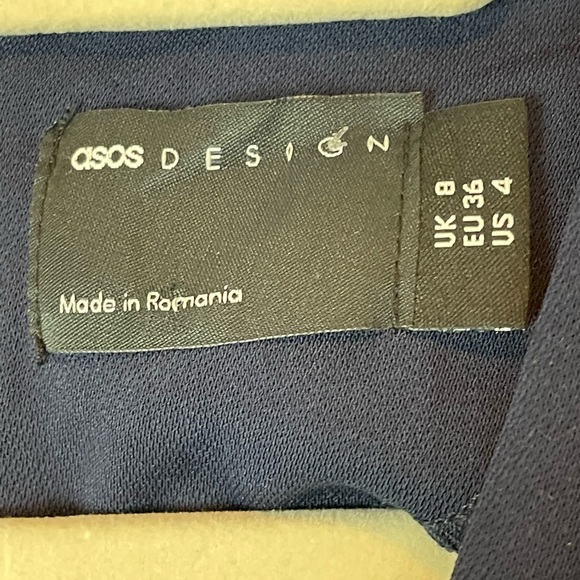 asos DESIGN
Made in Romania
UK 8
EU 36
US 4